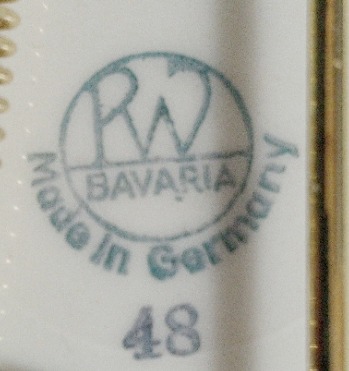 RW
BAVARIA
Made in Germany
48